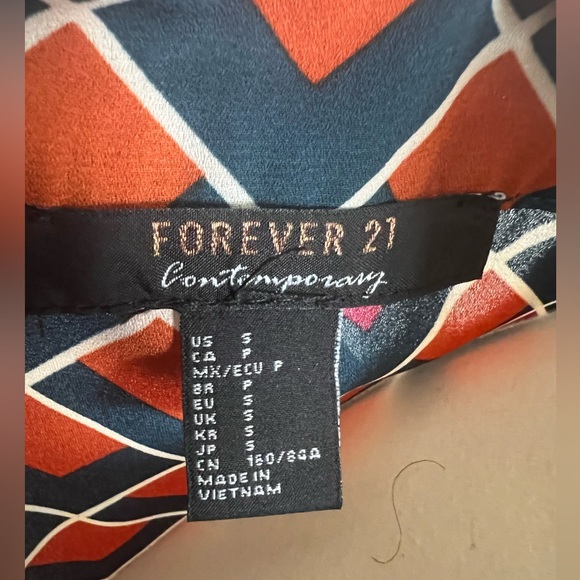 FOREVER 21
Contemporary
US S
CA P
MX/ECU P
BR P
EU S
UK S
KR S
JP S
CN 160/84A
MADE IN
VIETNAM